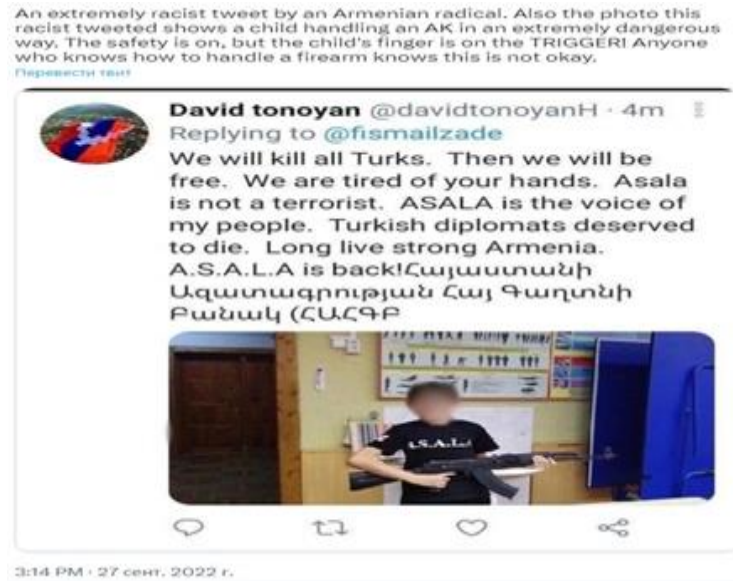 An extremely racist tweet by an Armenian radical. Also the photo this
racist tweeted shows a child handling an AK in an extremely dangerous
way. The safety is on, but the child's finger is on the TRIGGER! Anyone
who knows how to handle a firearm knows this is not okay.
Перевести твит
David tonoyan @davidtonoyanH · 4m
Replying to @fismailzade
We will kill all Turks. Then we will be
free. We are tired of your hands. Asala
is not a terrorist. ASALA is the voice of
my people. Turkish diplomats deserved
to die. Long live strong Armenia.
A.S.A.L.A is back!Հայաստանի
Ազատագրության Հայ Գաղտնի
Բանակ (ՀԱՀԳԲ
A.S.A.L.A
3:14 PM · 27 сент. 2022 г.